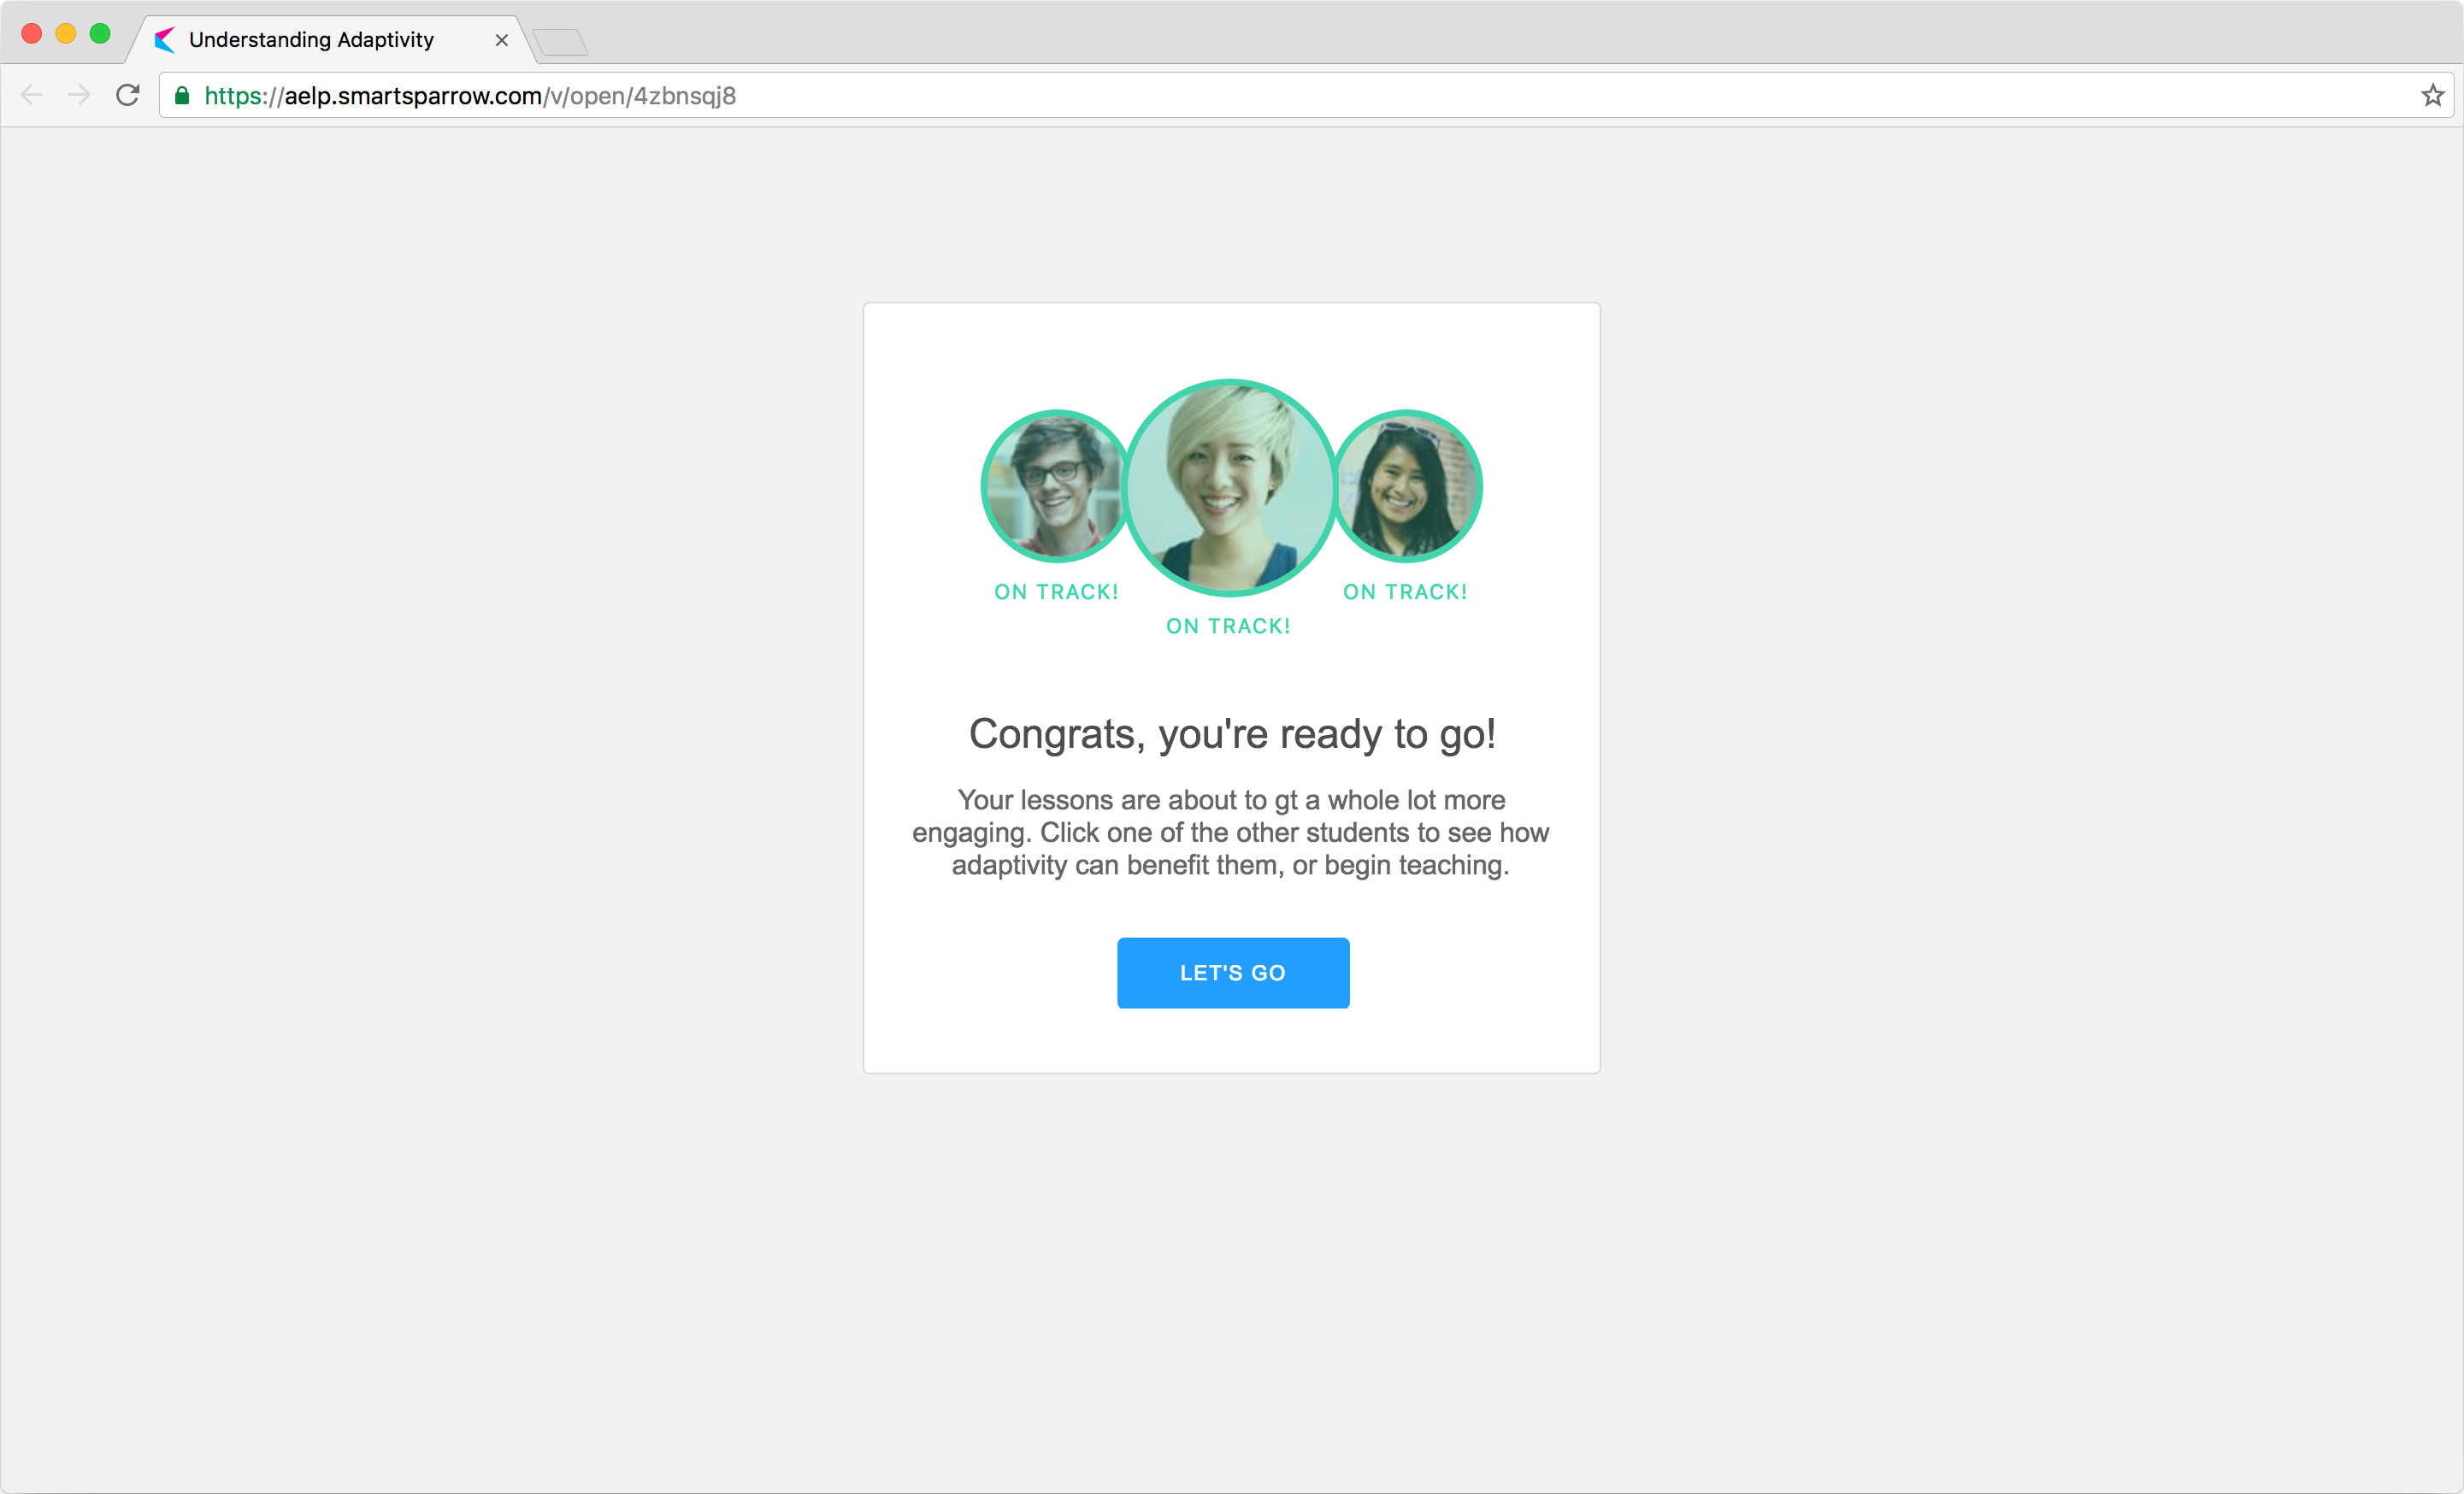 Understanding Adaptivity
https://aelp.smartsparrow.com/v/open/4zbnsqj8
ON TRACK!
ON TRACK!
ON TRACK!
Congrats, you're ready to go!
Your lessons are about to gt a whole lot more
engaging. Click one of the other students to see how
adaptivity can benefit them, or begin teaching.
LET'S GO